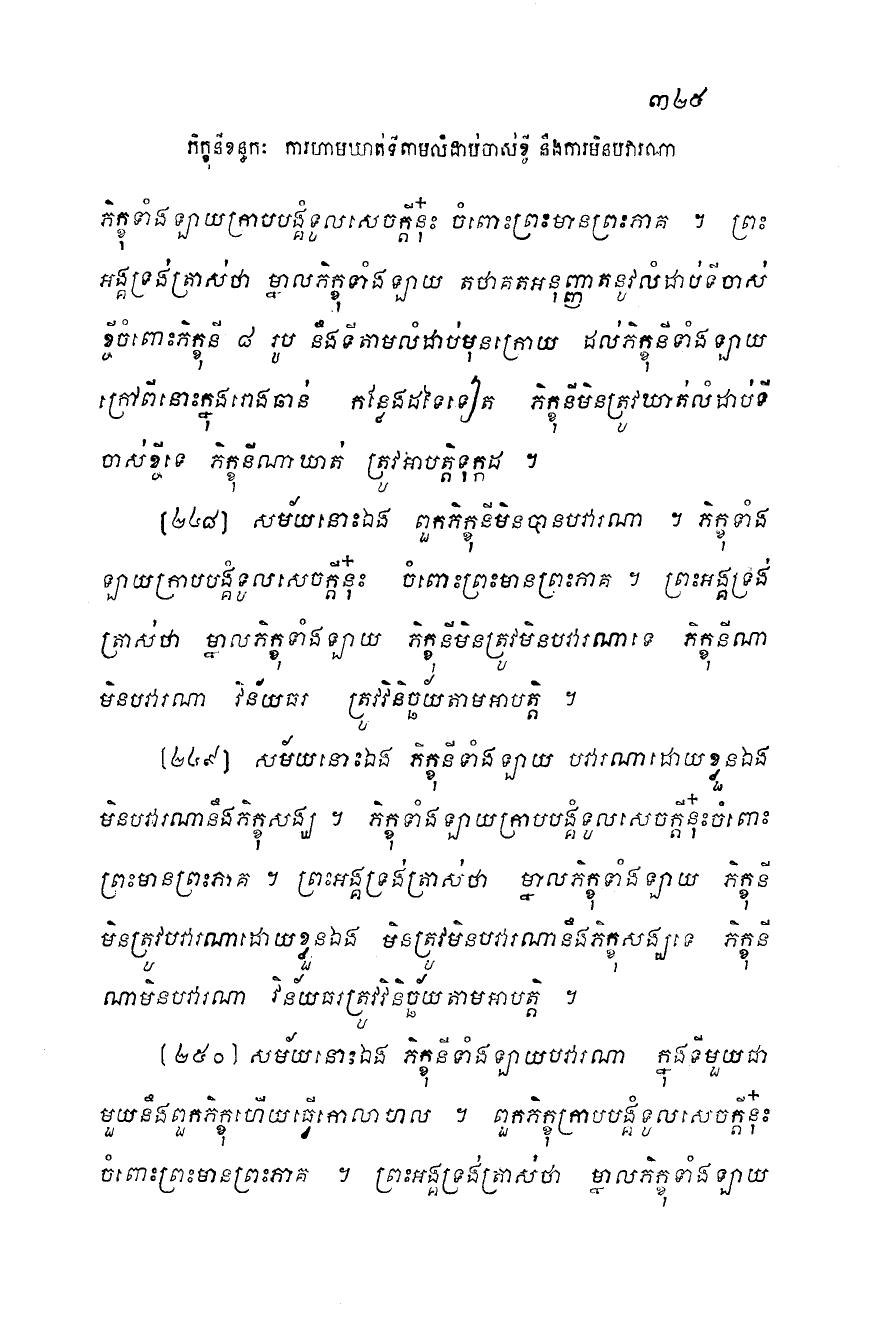 ៣២៥
ភិក្ខុនីខន្ធកៈ ការហាមឃាត់ទីតាមលំដាប់ចាស់ខ្ចី នឹងការមិនបវារណា
ភិក្ខុទាំងឡាយក្រាបបង្គំទូលសេចក្តីនុ៎ះ ចំពោះព្រះមានព្រះភាគ ។ ព្រះ
អង្គទ្រង់ត្រាស់ថា ម្នាលភិក្ខុទាំងឡាយ តថាគតអនុញ្ញាតនូវលំដាប់ទីចាស់
ខ្ចីចំពោះភិក្ខុនី ៨ រូប នឹងទីតាមលំដាប់មុនក្រោយ ដល់ភិក្ខុនីទាំងឡាយ
ក្រៅពីនោះក្នុងរោងធាន់ កន្លែងដទៃទៀត ភិក្ខុនីមិនត្រូវឃាត់លំដាប់ទី
ចាស់ខ្ចីទេ ភិក្ខុនីណាឃាត់ ត្រូវអាបត្តិទុក្កដ ។
[២៤៨] សម័យនោះឯង ពួកភិក្ខុនីមិនបានបវារណា ។ ភិក្ខុទាំង
ឡាយក្រាបបង្គំទូលសេចក្តីនុ៎ះ ចំពោះព្រះមានព្រះភាគ ។ ព្រះអង្គទ្រង់
ត្រាស់ថា ម្នាលភិក្ខុទាំងឡាយ ភិក្ខុនីមិនត្រូវមិនបវារណាទេ ភិក្ខុនីណា
មិនបវារណា វិន័យធរ ត្រូវវិនិច្ឆ័យតាមអាបត្តិ ។
[២៤៩] សម័យនោះឯង ភិក្ខុនីទាំងឡាយ បវារណាដោយខ្លួនឯង
មិនបវារណានឹងភិក្ខុសង្ឃ ។ ភិក្ខុទាំងឡាយក្រាបបង្គំទូលសេចក្តីនុ៎ះចំពោះ
ព្រះមានព្រះភាគ ។ ព្រះអង្គទ្រង់ត្រាស់ថា ម្នាលភិក្ខុទាំងឡាយ ភិក្ខុនី
មិនត្រូវបវារណាដោយខ្លួនឯង មិនត្រូវមិនបវារណានឹងភិក្ខុសង្ឃទេ ភិក្ខុនី
ណាមិនបវារណា វិន័យធរត្រូវវិនិច្ឆ័យតាមអាបត្តិ ។
[២៥០] សម័យនោះឯង ភិក្ខុនីទាំងឡាយបវារណា ក្នុងទីមួយជា
មួយនឹងពួកភិក្ខុហើយធ្វើកោលាហល ។ ពួកភិក្ខុក្រាបបង្គំទូលសេចក្តីនុ៎ះ
ចំពោះព្រះមានព្រះភាគ ។ ព្រះអង្គទ្រង់ត្រាស់ថា ម្នាលភិក្ខុទាំងឡាយ